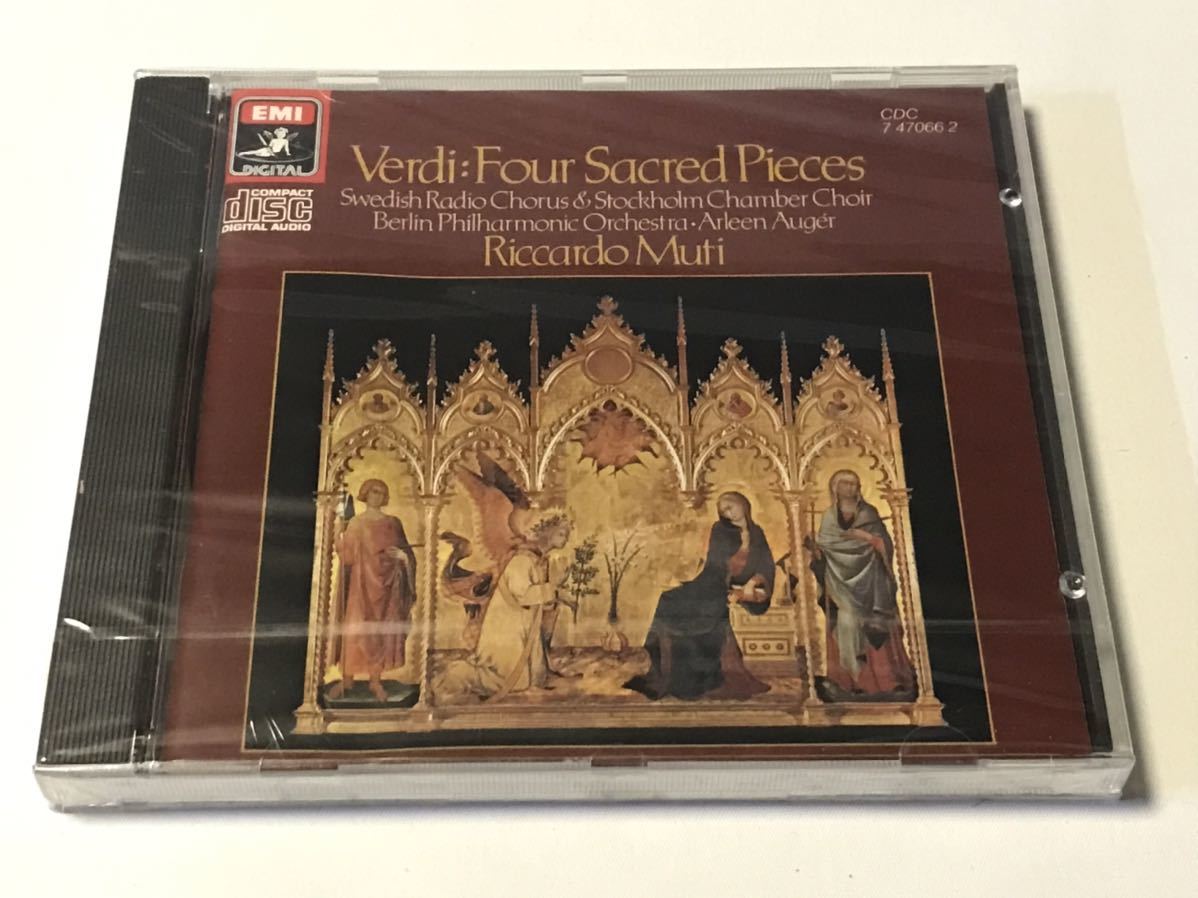 EMI
DIGITAL
COMPACT
disc
DIGITAL AUDIO
CDC
7 47066 2
Verdi: Four Sacred Pieces
Swedish Radio Chorus & Stockholm Chamber Choir
Berlin Philharmonic Orchestra · Arleen Augér
Riccardo Muti